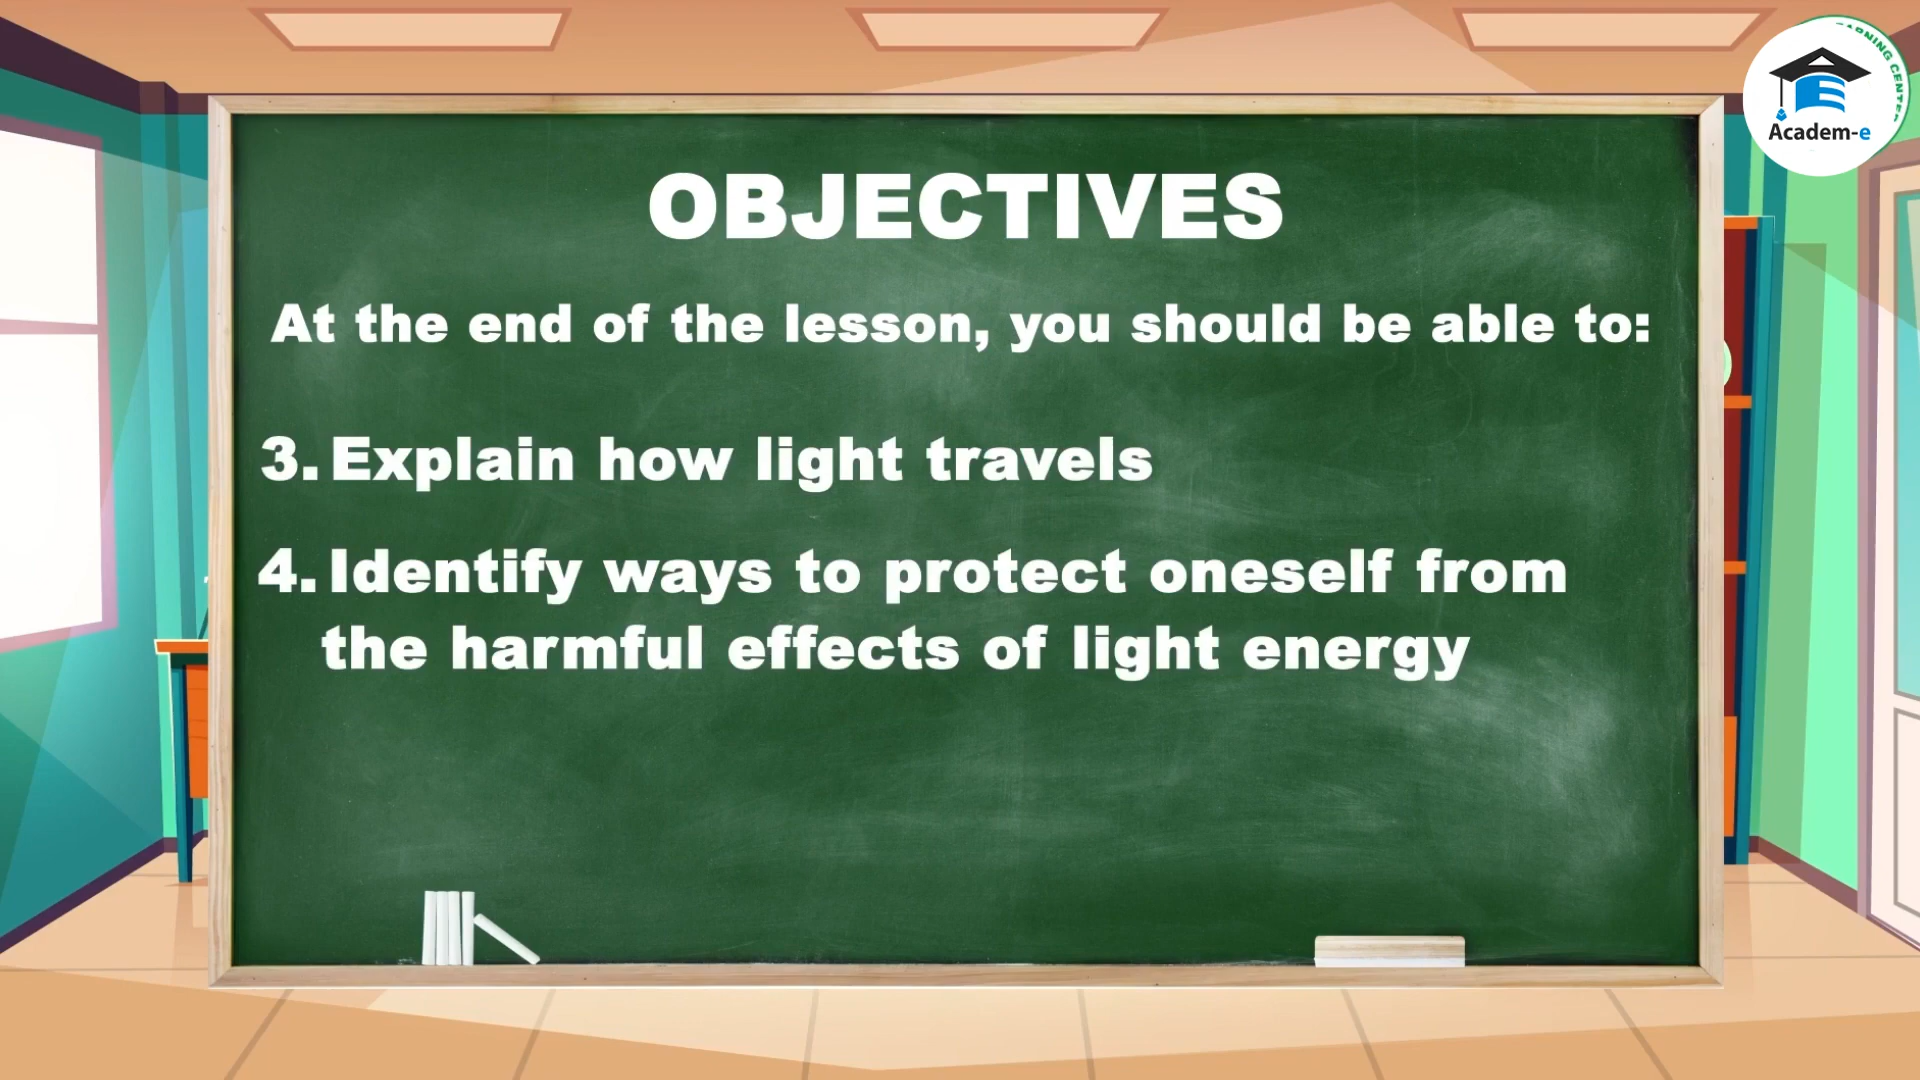 OBJECTIVES
At the end of the lesson, you should be able to:
3. Explain how light travels
4. Identify ways to protect oneself from
the harmful effects of light energy
Academ-e